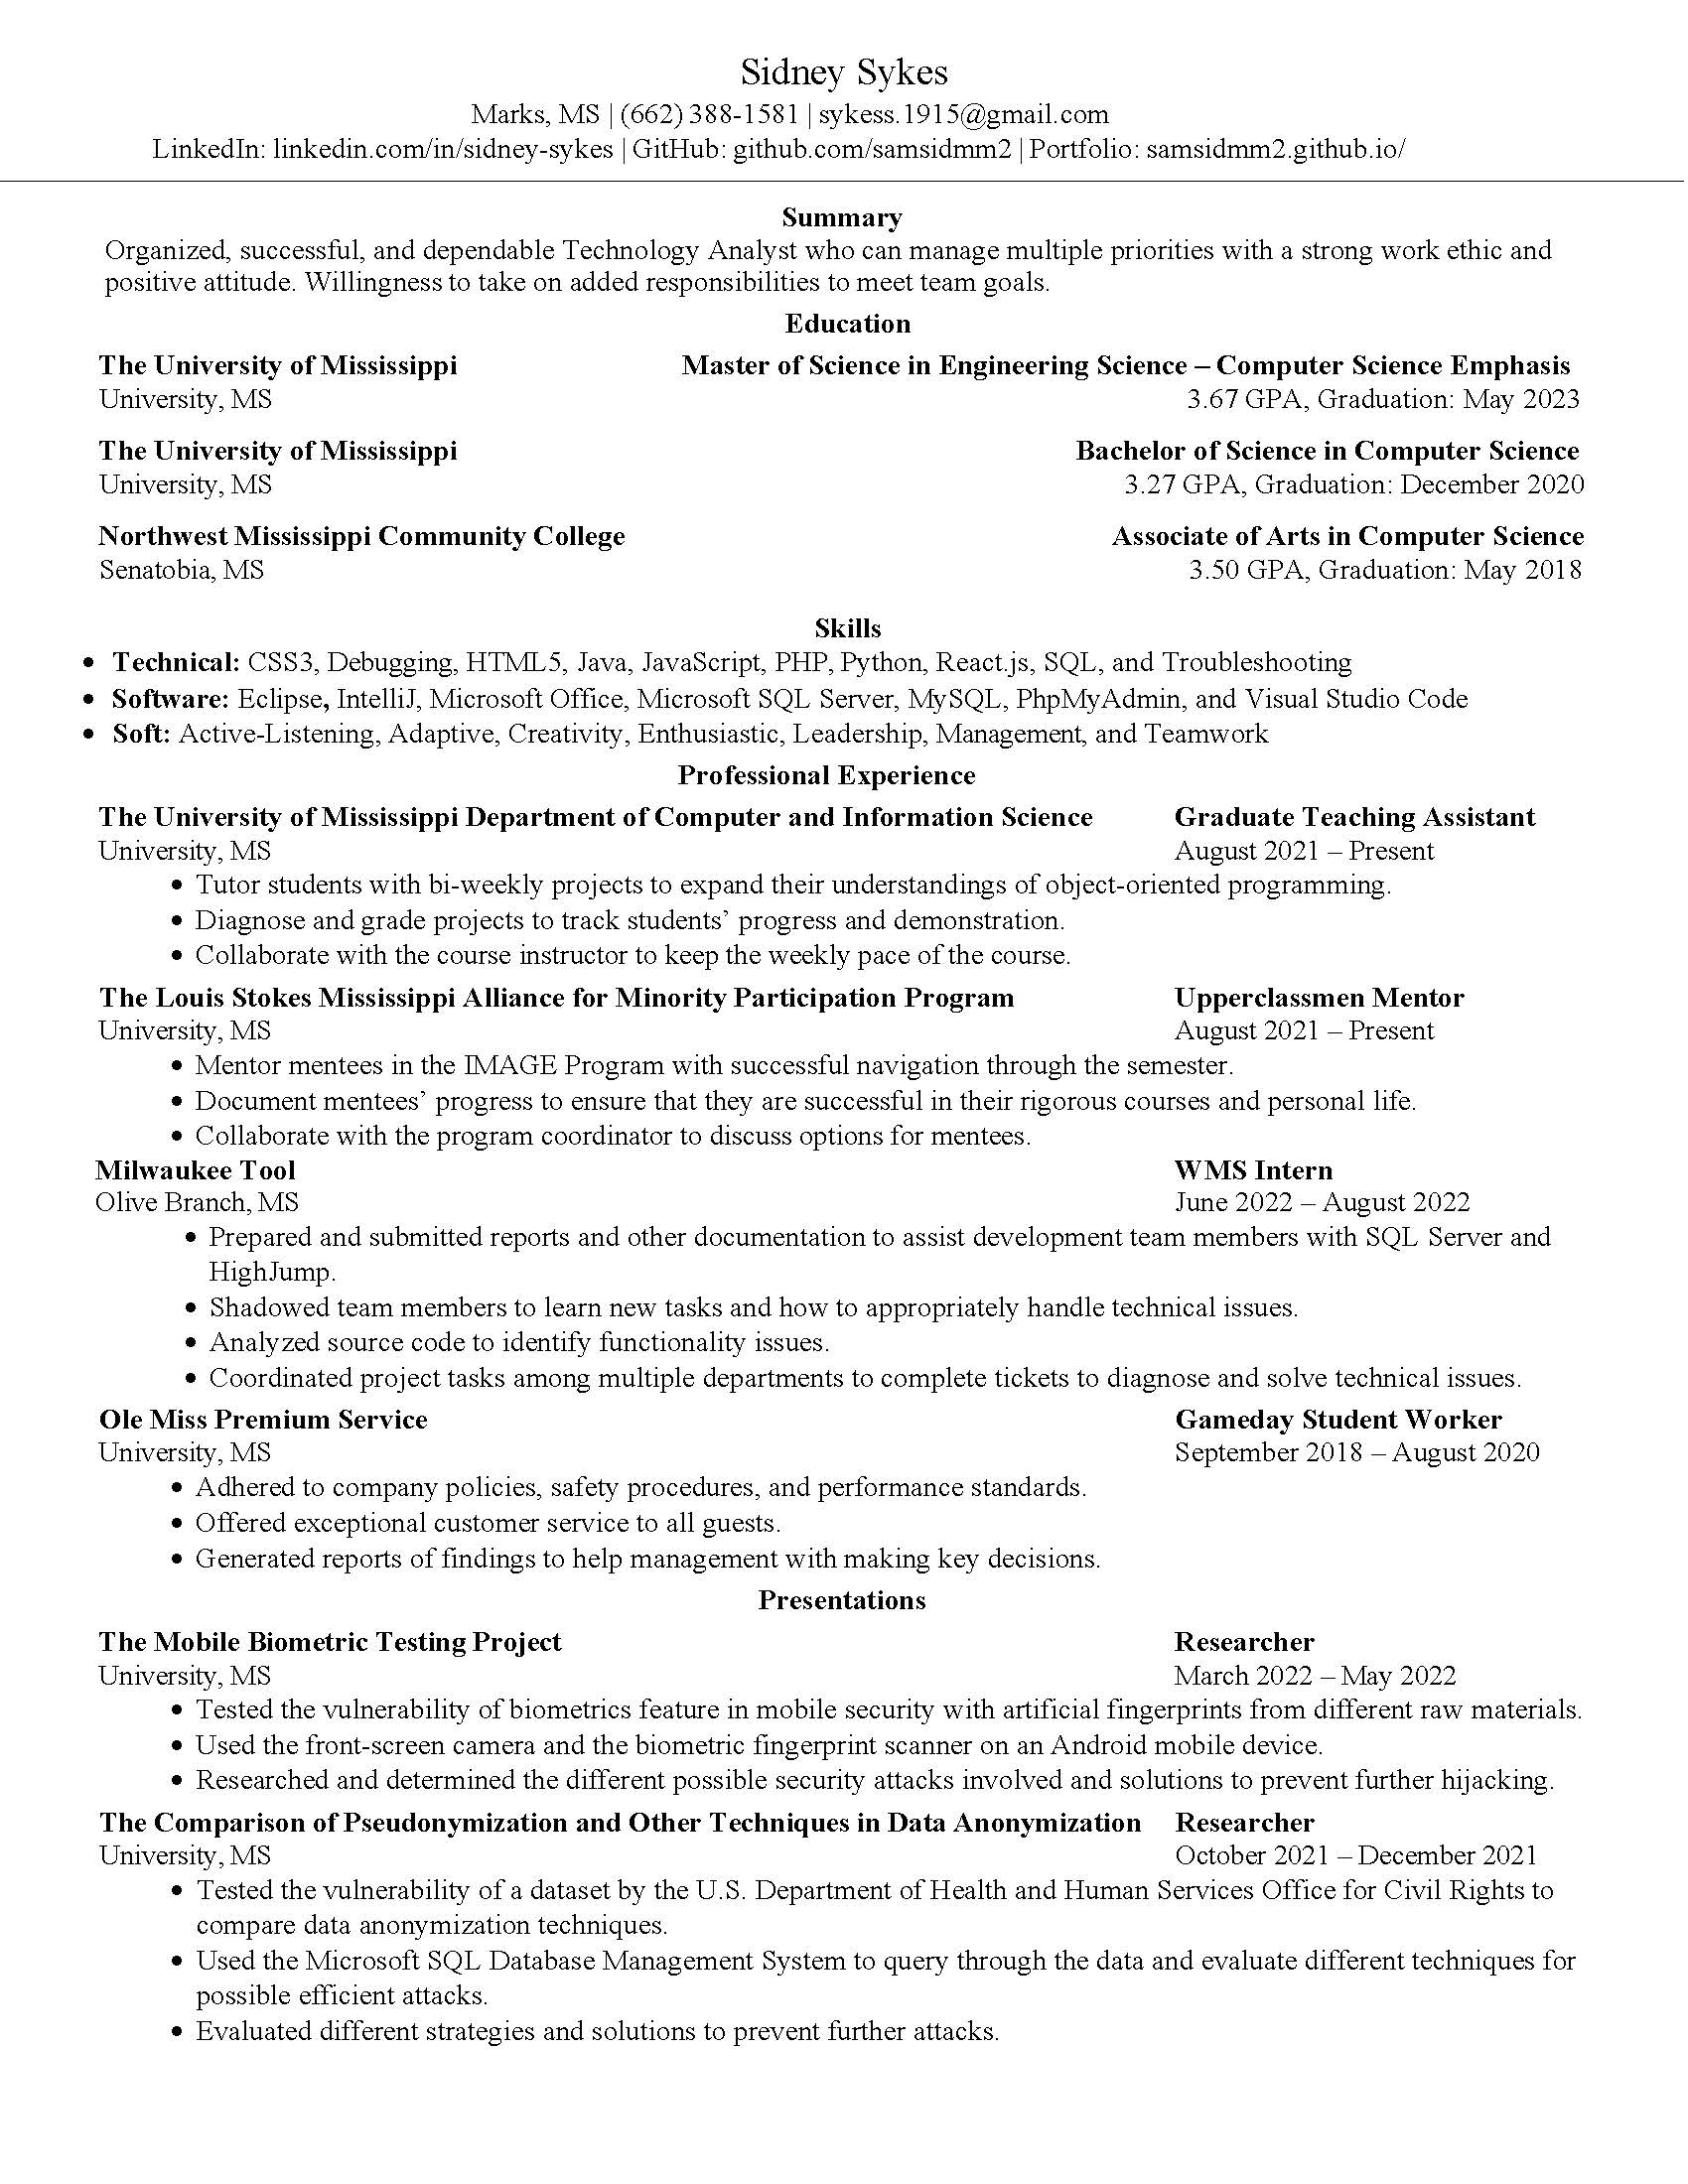 Sidney Sykes
Marks, MS | (662) 388-1581 | sykess.1915@gmail.com
LinkedIn: linkedin.com/in/sidney-sykes | GitHub: github.com/samsidmm2 | Portfolio: samsidmm2.github.io/
Summary
Organized, successful, and dependable Technology Analyst who can manage multiple priorities with a strong work ethic and
positive attitude. Willingness to take on added responsibilities to meet team goals.
Education
The University of Mississippi Master of Science in Engineering Science – Computer Science Emphasis
University, MS 3.67 GPA, Graduation: May 2023
The University of Mississippi Bachelor of Science in Computer Science
University, MS 3.27 GPA, Graduation: December 2020
Northwest Mississippi Community College Associate of Arts in Computer Science
Senatobia, MS 3.50 GPA, Graduation: May 2018
Skills
• Technical: CSS3, Debugging, HTML5, Java, JavaScript, PHP, Python, React.js, SQL, and Troubleshooting
• Software: Eclipse, IntelliJ, Microsoft Office, Microsoft SQL Server, MySQL, PhpMyAdmin, and Visual Studio Code
• Soft: Active-Listening, Adaptive, Creativity, Enthusiastic, Leadership, Management, and Teamwork
Professional Experience
The University of Mississippi Department of Computer and Information Science Graduate Teaching Assistant
University, MS August 2021 – Present
• Tutor students with bi-weekly projects to expand their understandings of object-oriented programming.
• Diagnose and grade projects to track students’ progress and demonstration.
• Collaborate with the course instructor to keep the weekly pace of the course.
The Louis Stokes Mississippi Alliance for Minority Participation Program Upperclassmen Mentor
University, MS August 2021 – Present
• Mentor mentees in the IMAGE Program with successful navigation through the semester.
• Document mentees’ progress to ensure that they are successful in their rigorous courses and personal life.
• Collaborate with the program coordinator to discuss options for mentees.
Milwaukee Tool WMS Intern
Olive Branch, MS June 2022 – August 2022
• Prepared and submitted reports and other documentation to assist development team members with SQL Server and
HighJump.
• Shadowed team members to learn new tasks and how to appropriately handle technical issues.
• Analyzed source code to identify functionality issues.
• Coordinated project tasks among multiple departments to complete tickets to diagnose and solve technical issues.
Ole Miss Premium Service Gameday Student Worker
University, MS September 2018 – August 2020
• Adhered to company policies, safety procedures, and performance standards.
• Offered exceptional customer service to all guests.
• Generated reports of findings to help management with making key decisions.
Presentations
The Mobile Biometric Testing Project Researcher
University, MS March 2022 – May 2022
• Tested the vulnerability of biometrics feature in mobile security with artificial fingerprints from different raw materials.
• Used the front-screen camera and the biometric fingerprint scanner on an Android mobile device.
• Researched and determined the different possible security attacks involved and solutions to prevent further hijacking.
The Comparison of Pseudonymization and Other Techniques in Data Anonymization Researcher
University, MS October 2021 – December 2021
• Tested the vulnerability of a dataset by the U.S. Department of Health and Human Services Office for Civil Rights to
compare data anonymization techniques.
• Used the Microsoft SQL Database Management System to query through the data and evaluate different techniques for
possible efficient attacks.
• Evaluated different strategies and solutions to prevent further attacks.